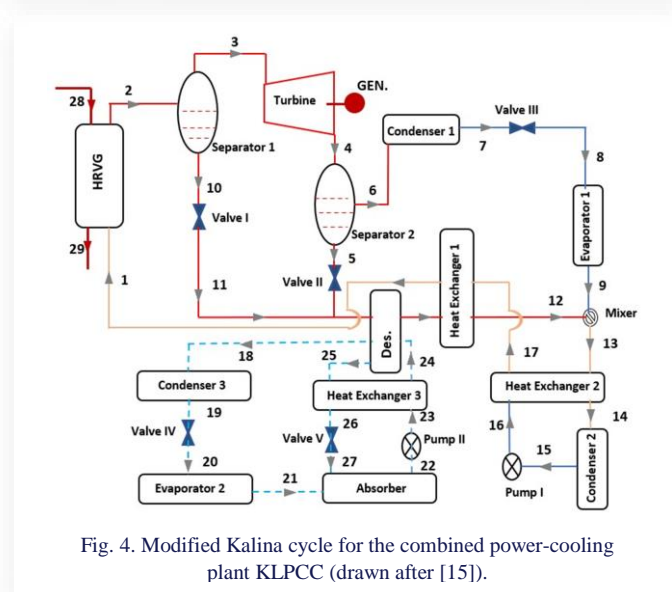 3
GEN.
28
2
Turbine
Valve III
Condenser 1
HRVG
Separator 1
4
7
8
10
6
Valve I
Separator 2
Evaporator 1
29
5
1
Valve II
Heat Exchanger 1
9
11
12
Mixer
Des.
13
18
25
24
17
Condenser 3
Heat Exchanger 3
Heat Exchanger 2
19
23
14
26
16
Valve IV
Valve V
Pump II
15
Condenser 2
20
27
22
21
Evaporator 2
Absorber
Pump I
Fig. 4. Modified Kalina cycle for the combined power-cooling
plant KLPCC (drawn after [15]).